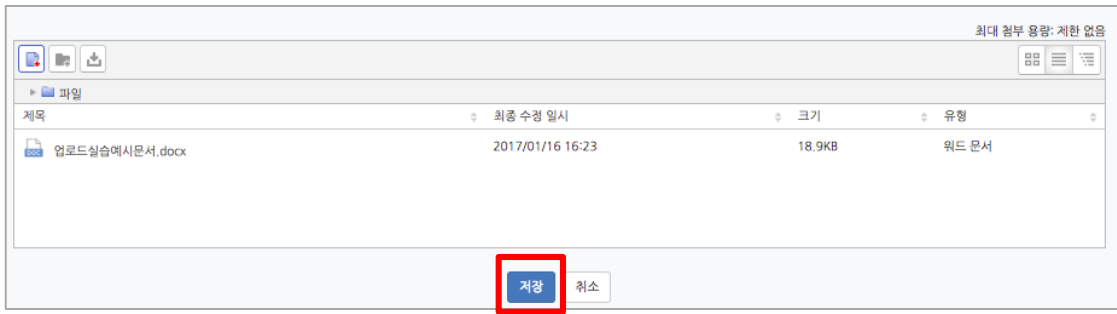 최대 첨부 용량: 제한 없음
파일
제목 최종 수정 일시 크기 유형
DOC 업로드실습예시문서.docx 2017/01/16 16:23 18.9KB 워드 문서
저장 취소